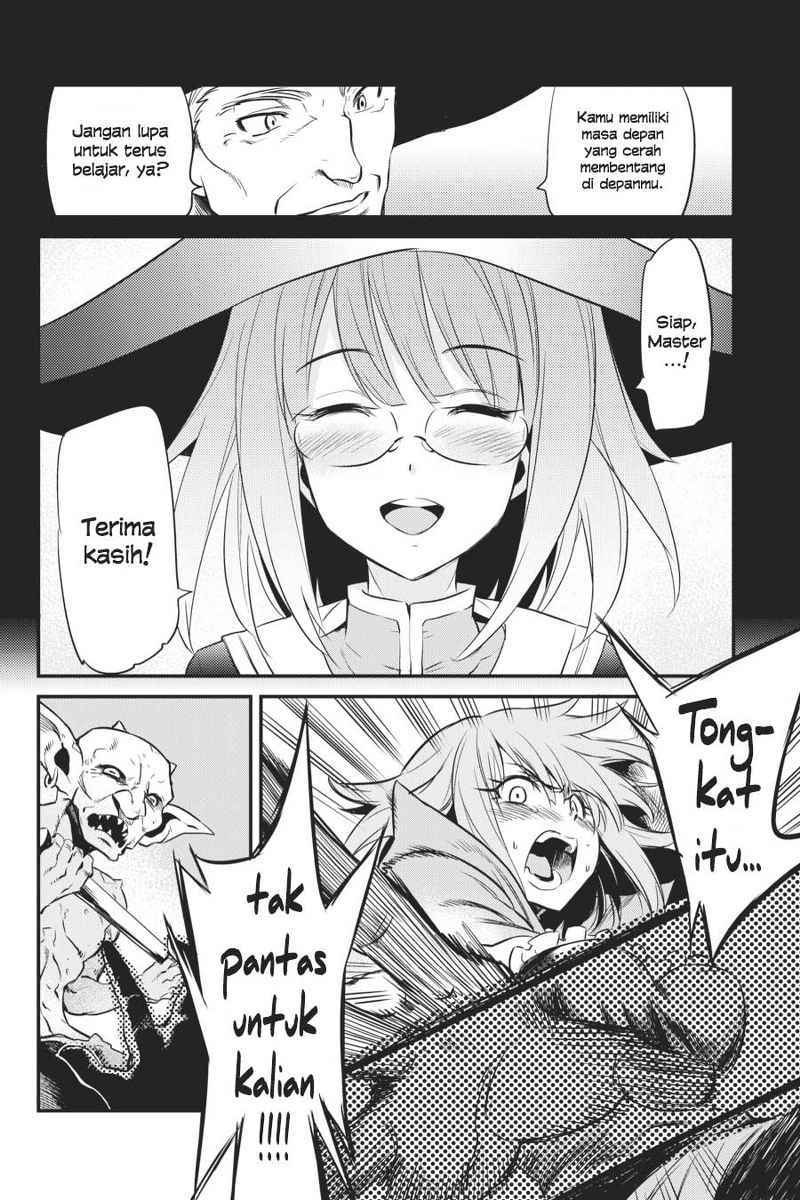 Kamu memiliki
masa depan
yang cerah
membentang
di depanmu.
Jangan lupa
untuk terus
belajar, ya?
Siap,
Master
...!
Terima
kasih!
Tong-
kat
itu...
tak
pantas
untuk
kalian
!!!!